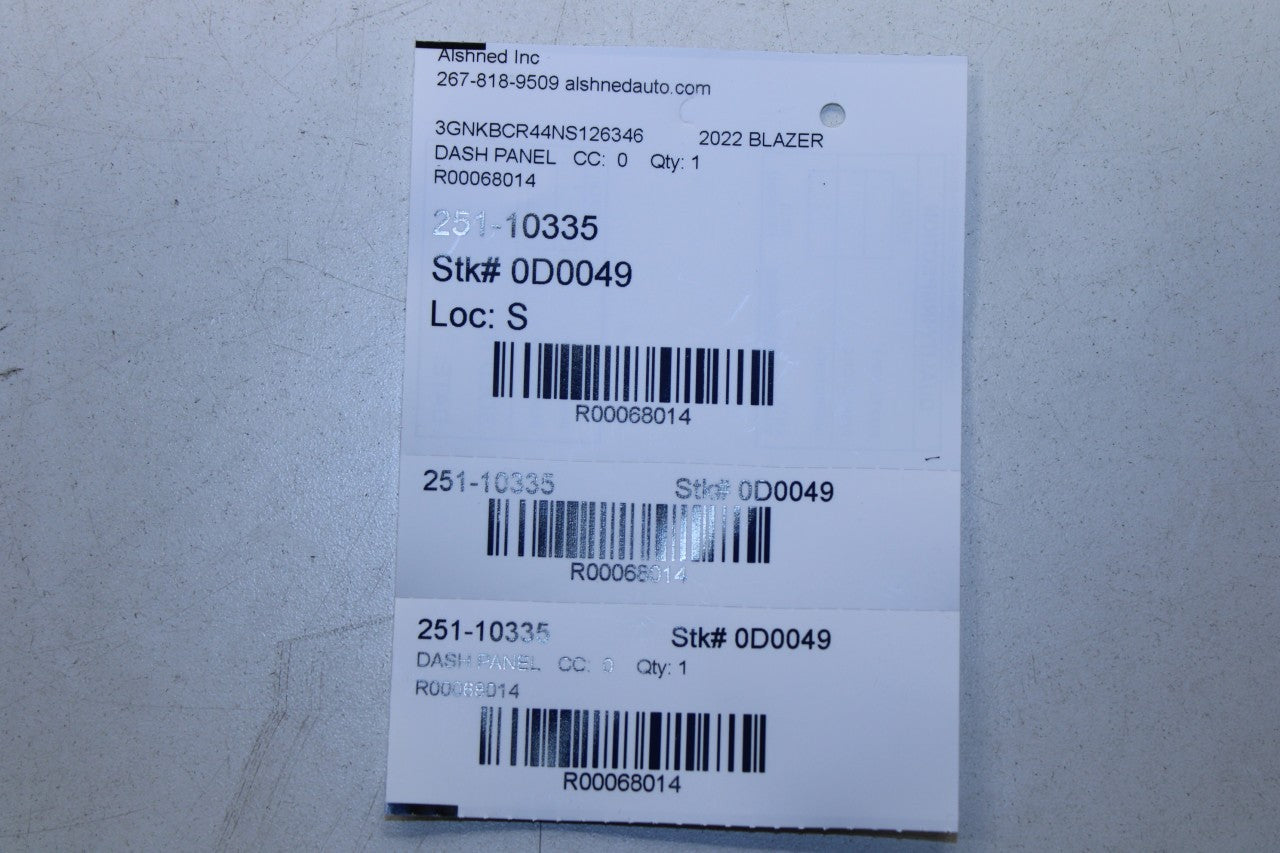 Alshned Inc
267-818-9509 alshnedauto.com
3GNKBCR44NS126346 2022 BLAZER
DASH PANEL CC: 0 Qty: 1
R00068014
251-10335
Stk# 0D0049
Loc: S
R00068014
251-10335 Stk# 0D0049
R00068014
251-10335 Stk# 0D0049
DASH PANEL CC: 0 Qty: 1
R00068014
R00068014